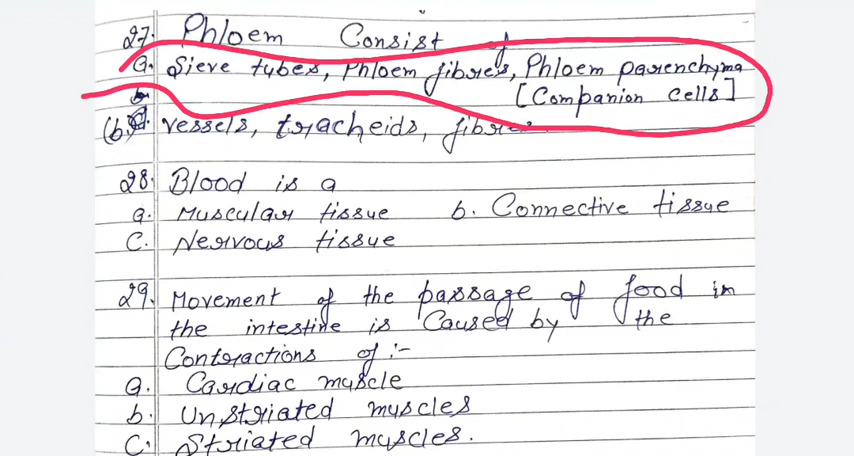 27. Phloem Consist of
a. Sieve tubes, Phloem fibres, Phloem parenchyma
[Companion cells]
(b.) vessels, tracheids, fibres.
28. Blood is a
a. Muscular tissue b. Connective tissue
C. Nervous tissue
29. Movement of the passage of food in
the intestine is Caused by the
Contractions of :-
a. Cardiac muscle
b. Unstriated muscles
C. Striated muscles.